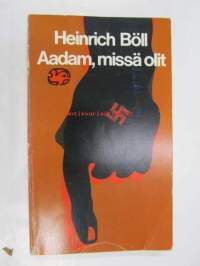 Heinrich Böll
Aadam, missä olit